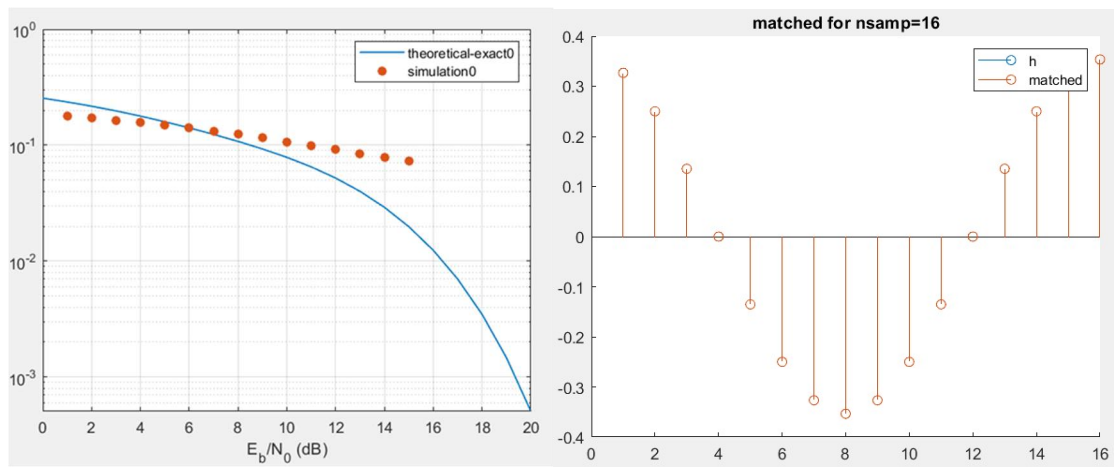 10^0
10^-1
10^-2
10^-3
theoretical-exact0
simulation0
0 2 4 6 8 10 12 14 16 18 20
E_b/N_0 (dB)
matched for nsamp=16
0.4
0.3
0.2
0.1
0
-0.1
-0.2
-0.3
-0.4
h
matched
0 2 4 6 8 10 12 14 16